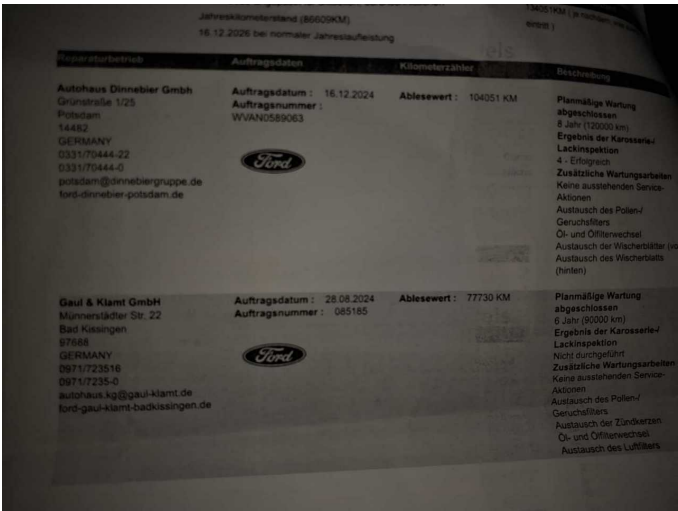 Jahreskilometerstand (86609KM)
16.12.2026 bei normaler Jahreslaufleistung
134051KM ( je nachdem, was
eintritt )
Reparaturbetrieb Auftragsdaten Kilometerzähler Beschreibung
Autohaus Dinnebier Gmbh
Grünstraße 1/25
Potsdam
14482
GERMANY
0331/70444-22
0331/70444-0
potsdam@dinnebiergruppe.de
ford-dinnebier-potsdam.de
Auftragsdatum : 16.12.2024
Auftragsnummer :
WVAN0589063
Ford
Ablesewert : 104051 KM
Planmäßige Wartung
abgeschlossen
8 Jahr (120000 km)
Ergebnis der Karosserie-/
Lackinspektion
4 - Erfolgreich
Zusätzliche Wartungsarbeiten
Keine ausstehenden Service-
Aktionen
Austausch des Pollen-/
Geruchsfilters
Öl- und Ölfilterwechsel
Austausch der Wischerblätter
Austausch des Wischerblatts
(hinten)
Gaul & Klamt GmbH
Münnerstädter Str. 22
Bad Kissingen
97688
GERMANY
0971/723516
0971/7235-0
autohaus.kg@gaul-klamt.de
ford-gaul-klamt-badkissingen.de
Auftragsdatum : 28.08.2024
Auftragsnummer : 085185
Ford
Ablesewert : 77730 KM
Planmäßige Wartung
abgeschlossen
6 Jahr (90000 km)
Ergebnis der Karosserie-/
Lackinspektion
Nicht durchgeführt
Zusätzliche Wartungsarbeiten
Keine ausstehenden Service-
Aktionen
Austausch des Pollen-/
Geruchsfilters
Austausch der Zündkerzen
Öl- und Ölfilterwechsel
Austausch des Luftfilters